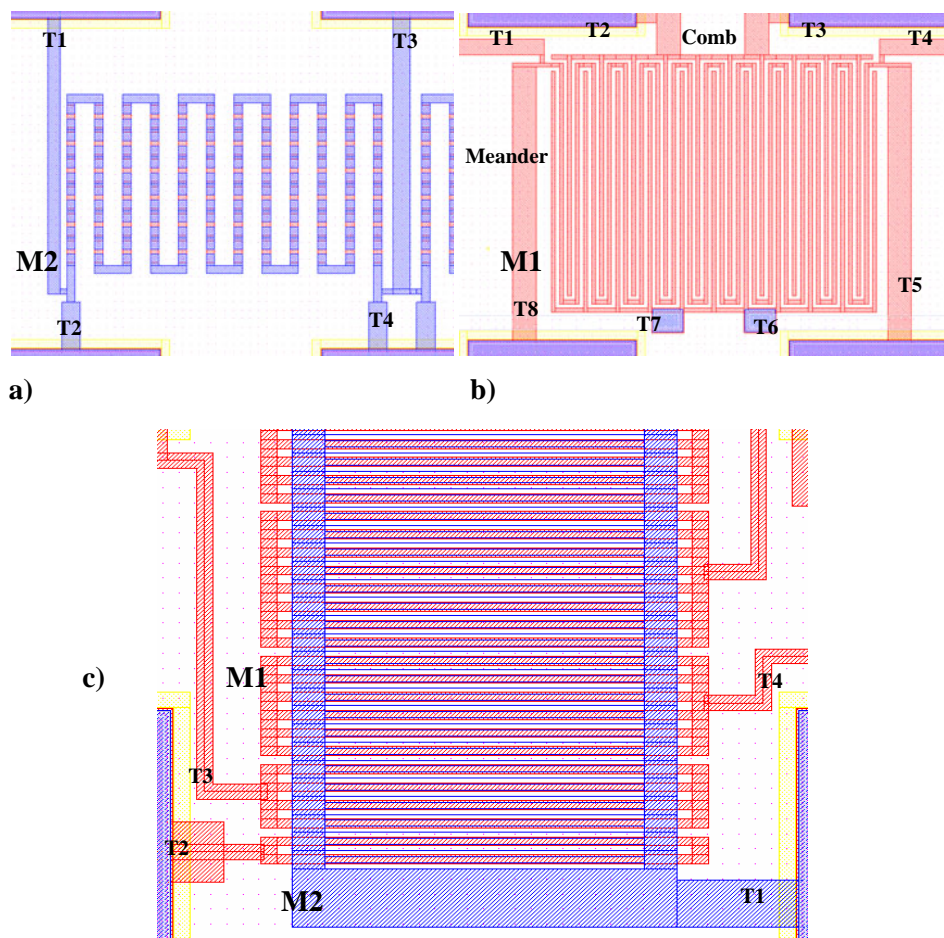 T1 T3
M2
T2 T4
a)
T1 T2 Comb T3 T4
Meander
M1
T8 T5
T7 T6
b)
c)
M1
T4
T3
T2
M2 T1